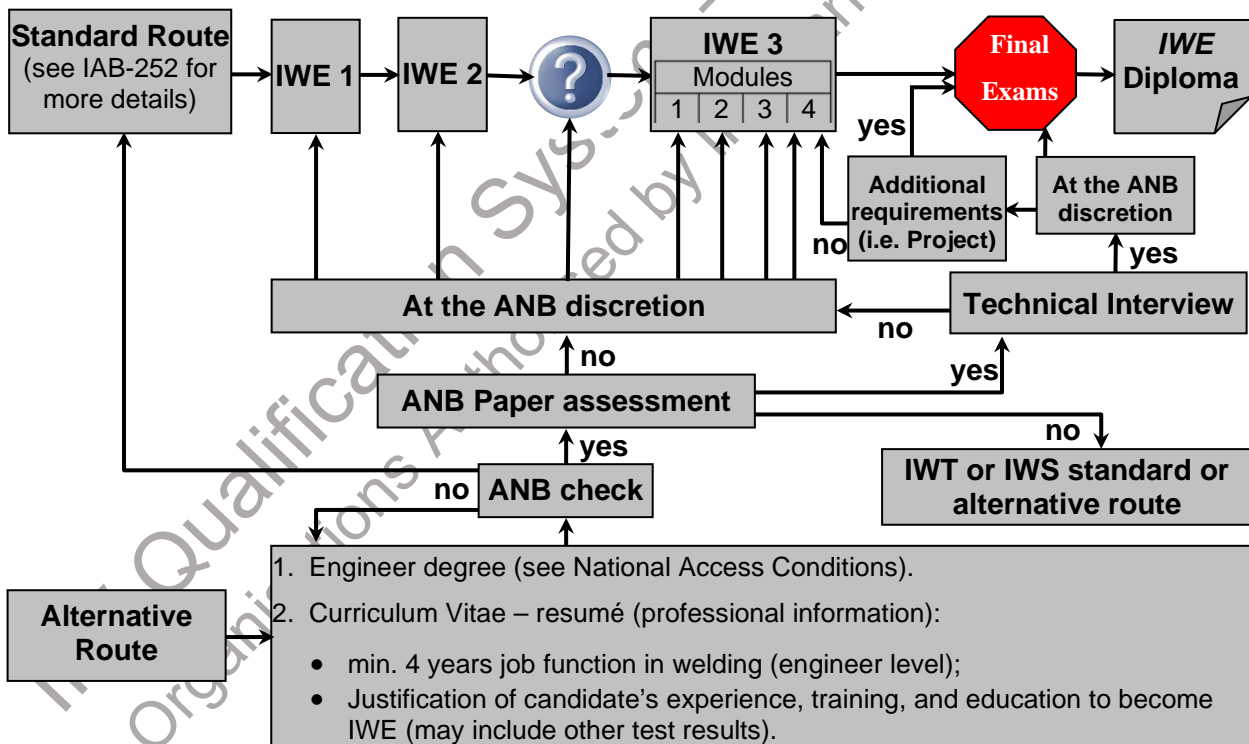 Standard Route
(see IAB-252 for
more details)
IWE 1
IWE 2
?
IWE 3
Modules
1 2 3 4
Final
Exams
IWE
Diploma
yes
Additional
requirements
(i.e. Project)
no
At the ANB
discretion
yes
At the ANB discretion
no
Technical Interview
no
yes
ANB Paper assessment
yes
no
IWT or IWS standard or
alternative route
no
ANB check
Alternative
Route
1. Engineer degree (see National Access Conditions).
2. Curriculum Vitae – resumé (professional information):
• min. 4 years job function in welding (engineer level);
• Justification of candidate's experience, training, and education to become
IWE (may include other test results).